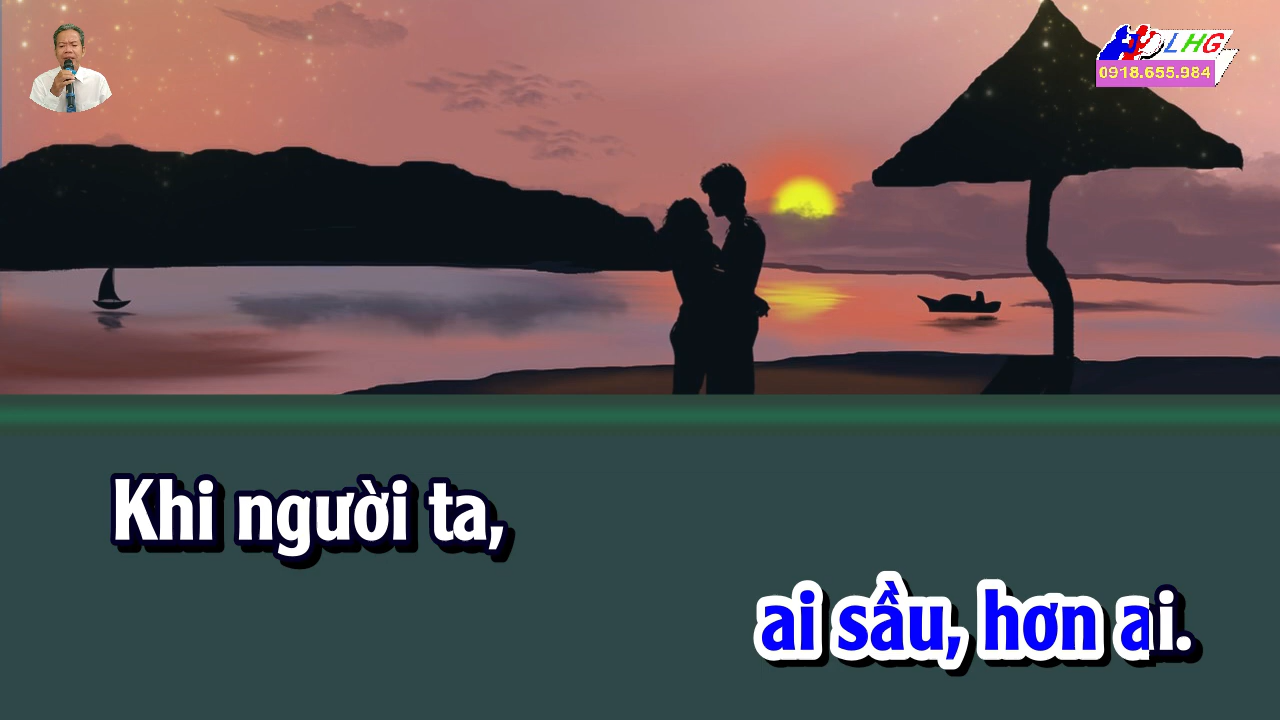 LHG
0918.655.984
Khi người ta,
ai sầu, hơn ai.